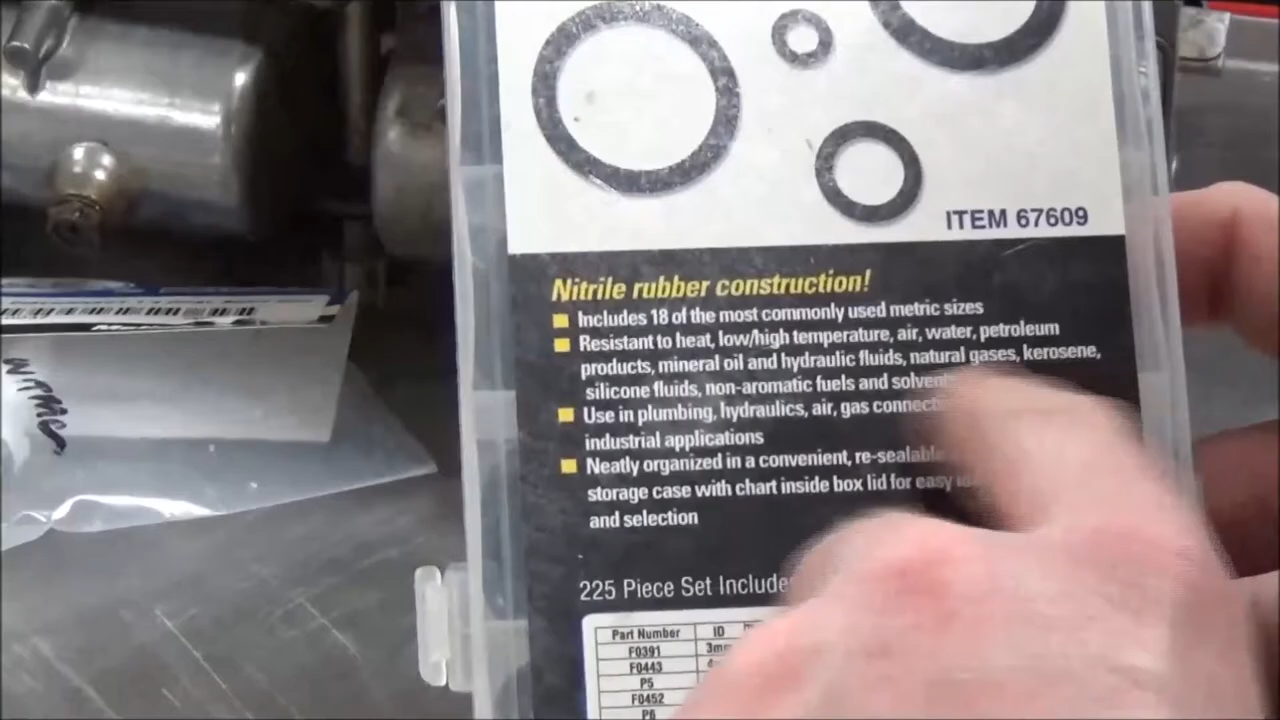 ITEM 67609
Nitrile rubber construction!
Includes 18 of the most commonly used metric sizes
Resistant to heat, low/high temperature, air, water, petroleum
products, mineral oil and hydraulic fluids, natural gases, kerosene,
silicone fluids, non-aromatic fuels and
Use in plumbing, hydraulics, air, gas
industrial applications
Neatly organized in a convenient, re-sealable
storage case with chart inside box lid for easy
and selection
225 Piece Set
Part Number ID
F0391 3mm
F0443
P5
F0452
P6